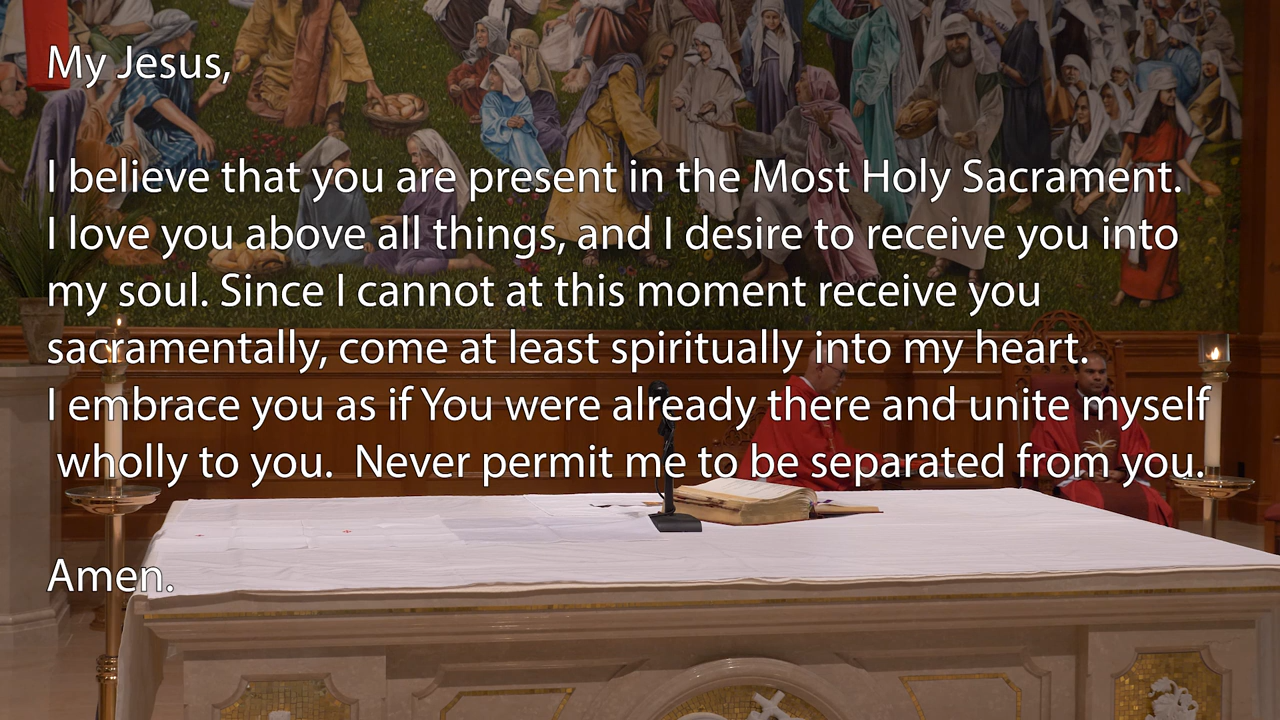 My Jesus,
I believe that you are present in the Most Holy Sacrament.
I love you above all things, and I desire to receive you into
my soul. Since I cannot at this moment receive you
sacramentally, come at least spiritually into my heart.
I embrace you as if You were already there and unite myself
wholly to you. Never permit me to be separated from you.
Amen.